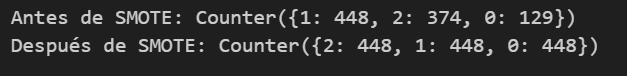 Antes de SMOTE: Counter({1: 448, 2: 374, 0: 129})
Después de SMOTE: Counter({2: 448, 1: 448, 0: 448})